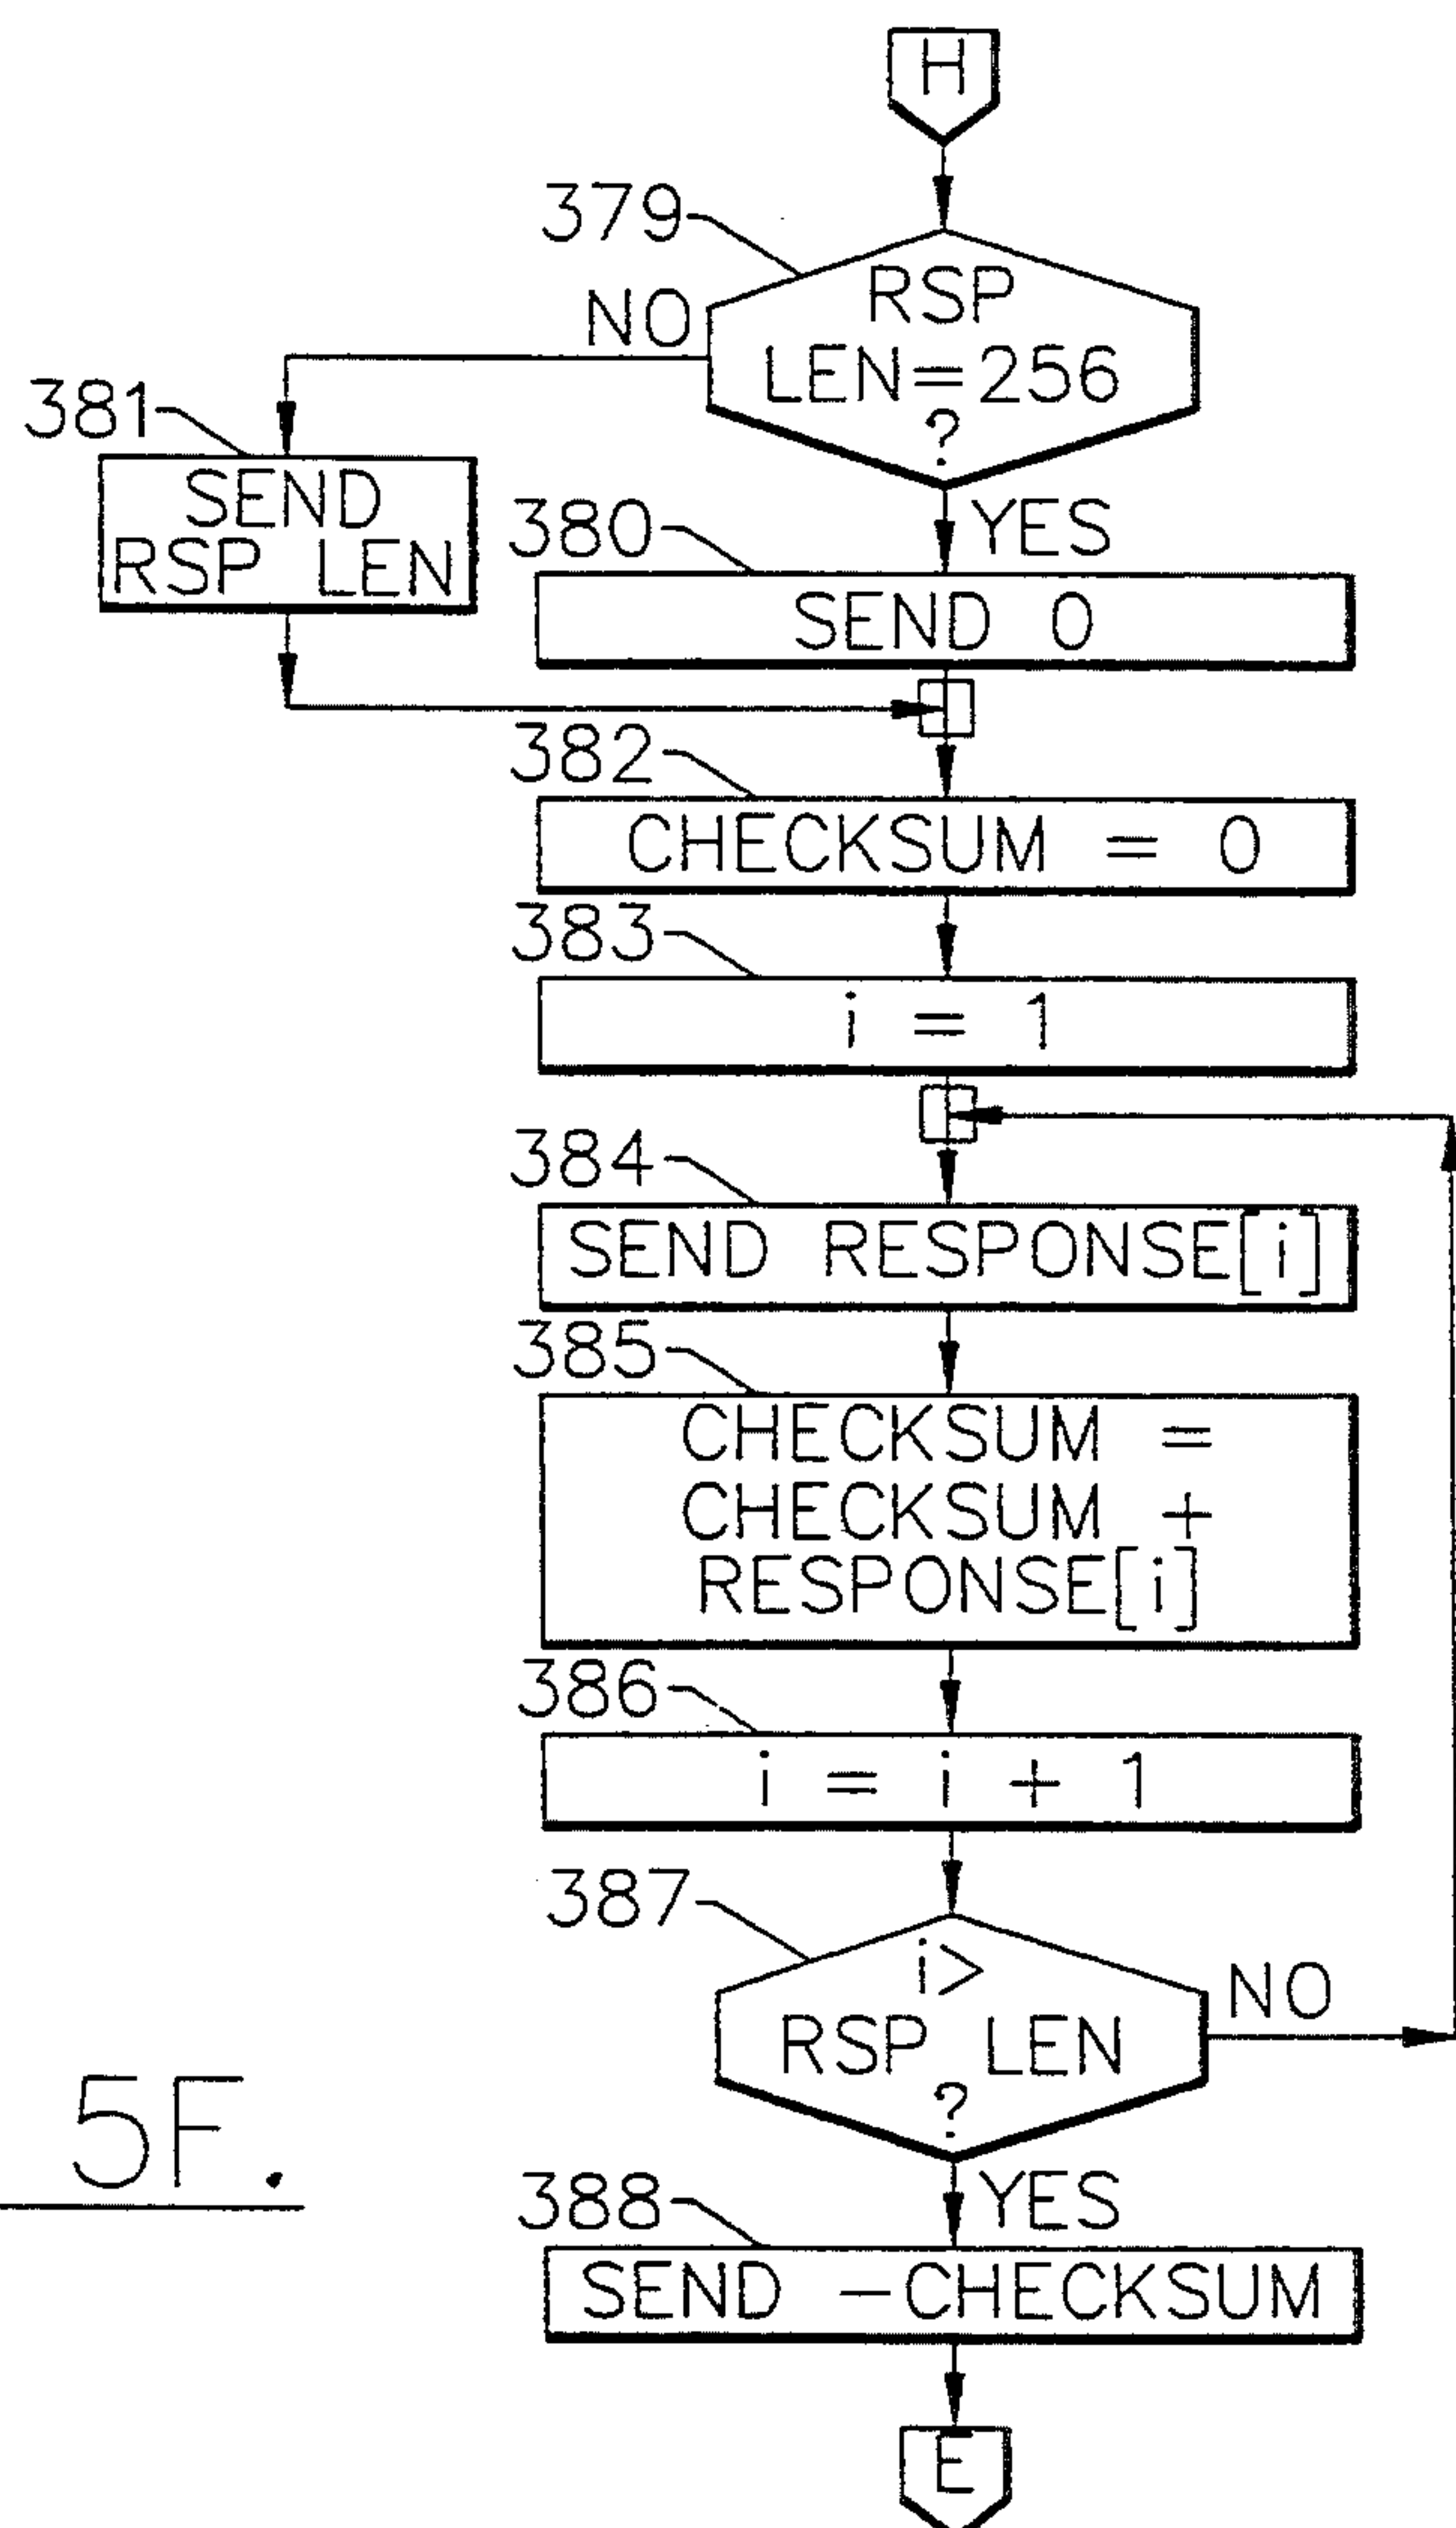 H
379
RSP
LEN=256
?
NO
YES
381
SEND
RSP LEN
380
SEND 0
382
CHECKSUM = 0
383
i = 1
384
SEND RESPONSE[i]
385
CHECKSUM =
CHECKSUM +
RESPONSE[i]
386
i = i + 1
387
i>
RSP LEN
?
NO
YES
5F.
388
SEND -CHECKSUM
E